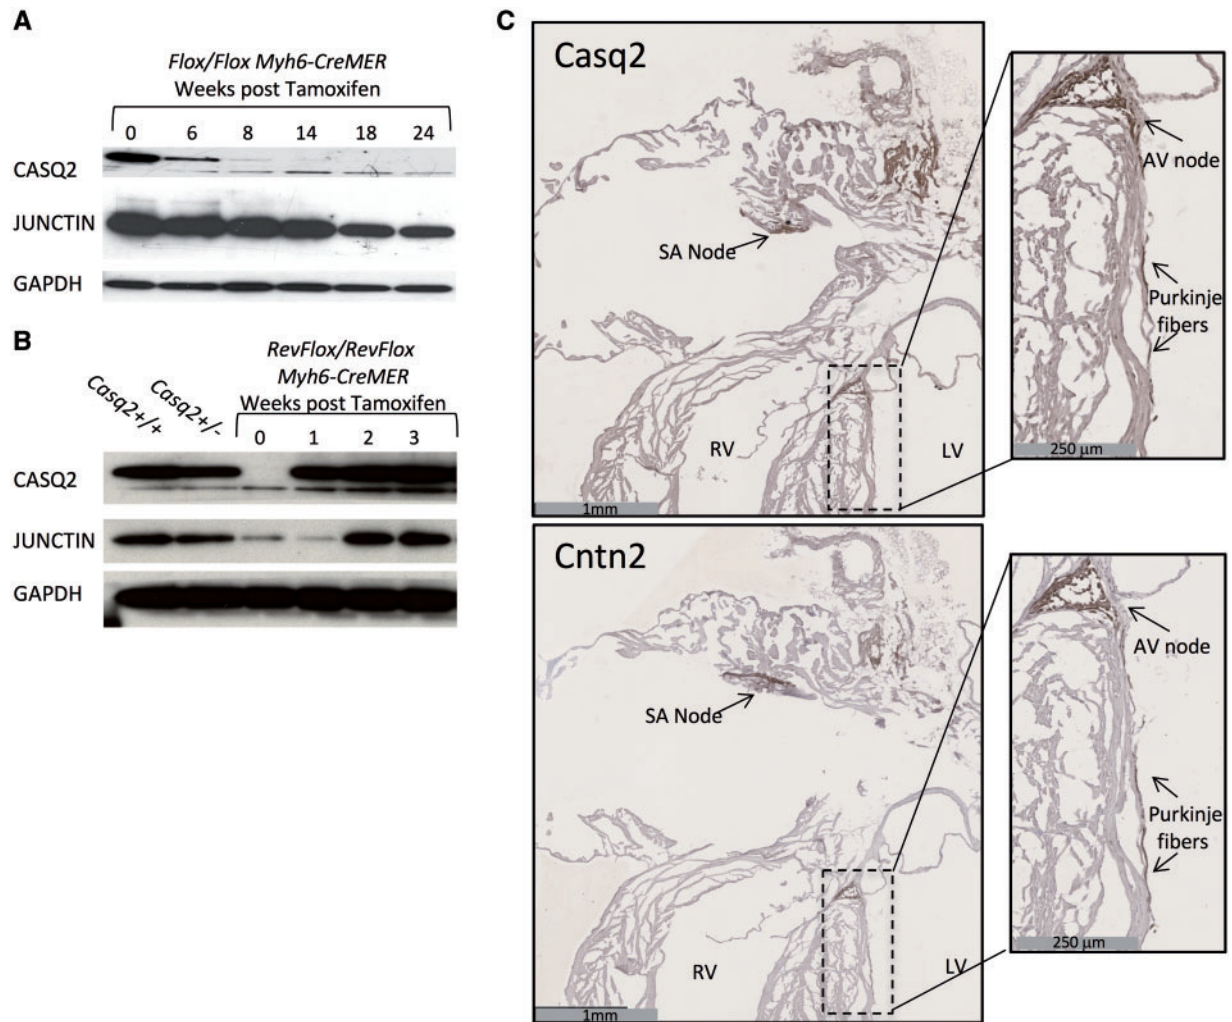 A
Flox/Flox Myh6-CreMER
Weeks post Tamoxifen
0 6 8 14 18 24
CASQ2
JUNCTIN
GAPDH
B
RevFlox/RevFlox
Myh6-CreMER
Weeks post Tamoxifen
Casq2+/+ Casq2+/- 0 1 2 3
CASQ2
JUNCTIN
GAPDH
C
Casq2
SA Node
RV
LV
1mm
AV node
Purkinje
fibers
250 µm
Cntn2
SA Node
RV
LV
1mm
AV node
Purkinje
fibers
250 µm